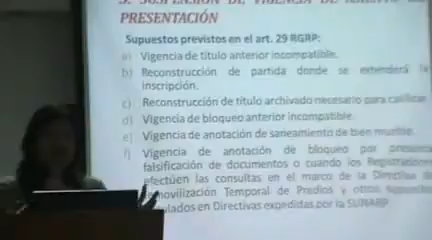 PRESENTACIÓN
Supuestos previstos en el art. 29 RGRP:
a) Vigencia de título anterior incompatible.
b) Reconstrucción de partida donde se extenderá la
inscripción.
c) Reconstrucción de título archivado necesario para calificar.
d) Vigencia de bloqueo anterior incompatible.
e) Vigencia de anotación de saneamiento de bien mueble.
f) Vigencia de anotación de bloqueo por presunta
falsificación de documentos o cuando los Registradores
efectúen las consultas en el marco de la Directiva de
Temporal de Predios y otros
en Directivas expedidas por la SUNARP.